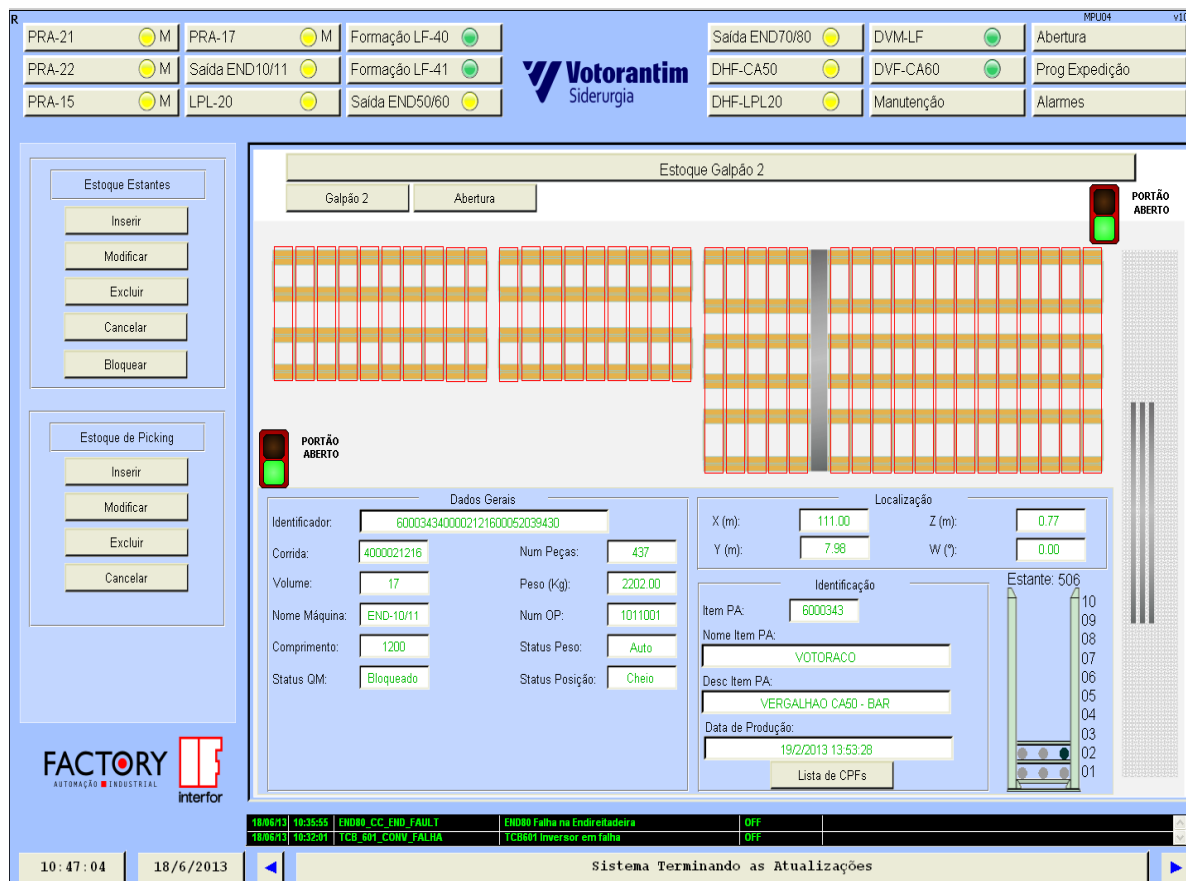 R
MPU04 v10
PRA-21 M PRA-17 M Formação LF-40
Saída END70/80 DVM-LF Abertura
PRA-22 M Saída END10/11 Formação LF-41
DHF-CA50 DVF-CA60 Prog Expedição
PRA-15 M LPL-20 Saída END50/60
DHF-LPL20 Manutenção Alarmes
Votorantim
Siderurgia
Estoque Estantes
Inserir
Modificar
Excluir
Cancelar
Bloquear
Estoque de Picking
Inserir
Modificar
Excluir
Cancelar
FACTORY
AUTOMAÇÃO INDUSTRIAL
interfor
Estoque Galpão 2
Galpão 2 Abertura
PORTÃO
ABERTO
PORTÃO
ABERTO
Dados Gerais
Identificador: 6000343400002121600052039430
Corrida: 4000021216 Num Peças: 437
Volume: 17 Peso (Kg): 2202.00
Nome Máquina: END-10/11 Num OP: 1011001
Comprimento: 1200 Status Peso: Auto
Status QM: Bloqueado Status Posição: Cheio
Localização
X (m): 111.00 Z (m): 0.77
Y (m): 7.98 W (º): 0.00
Identificação
Item PA: 6000343
Nome Item PA:
VOTORACO
Desc Item PA:
VERGALHAO CA50 - BAR
Data de Produção:
19/2/2013 13:53:28
Lista de CPFs
Estante: 506
10
09
08
07
06
05
04
03
02
01
18/06/13 10:35:55 END80_CC_END_FAULT END80 Falha na Endireitadeira OFF
18/06/13 10:32:01 TCB_601_CONV_FALHA TCB601 Inversor em falha OFF
10:47:04 18/6/2013 Sistema Terminando as Atualizações